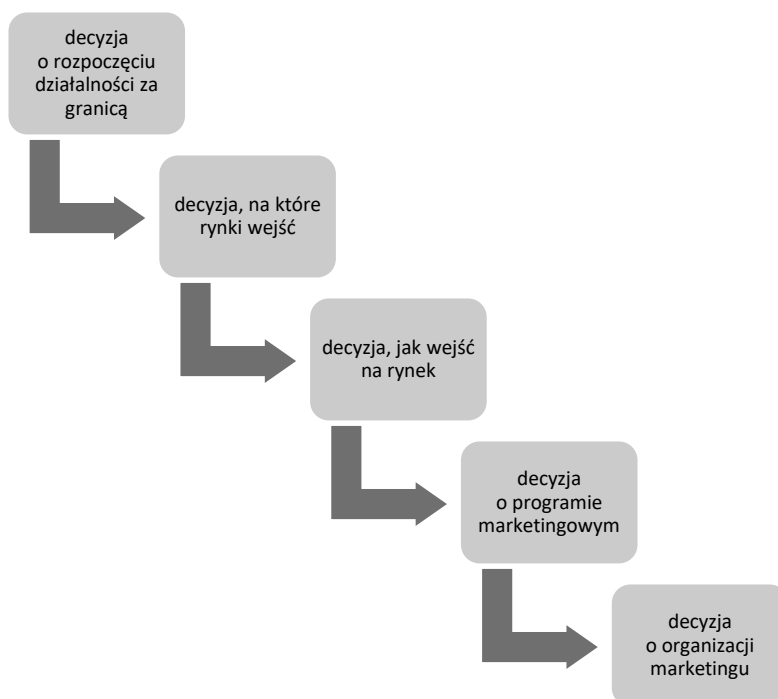 decyzja
o rozpoczęciu
działalności za
granicą
decyzja, na które
rynki wejść
decyzja, jak wejść
na rynek
decyzja
o programie
marketingowym
decyzja
o organizacji
marketingu